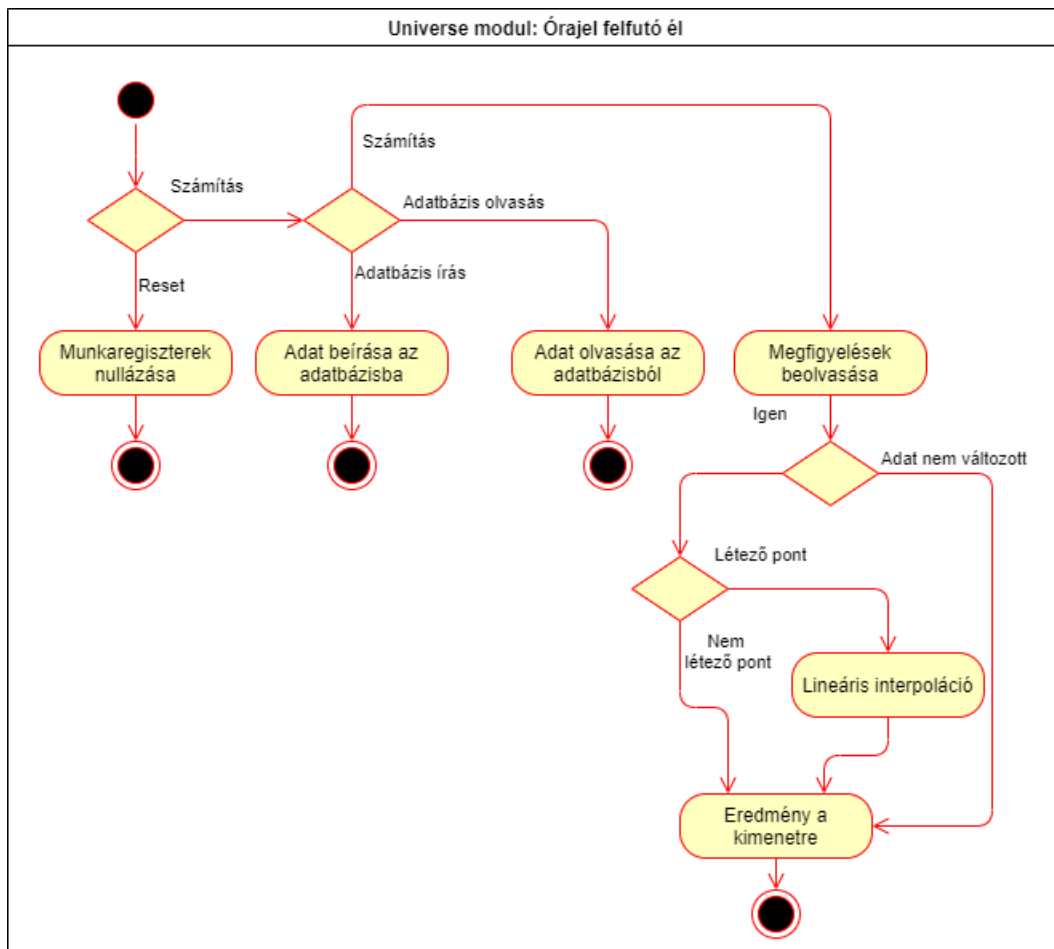 Universe modul: Órajel felfutó él
Számítás
Számítás
Adatbázis olvasás
Adatbázis írás
Reset
Munkaregiszterek
nullázása
Adat beírása az
adatbázisba
Adat olvasása az
adatbázisból
Megfigyelések
beolvasása
Igen
Adat nem változott
Létező pont
Nem
létező pont
Lineáris interpoláció
Eredmény a
kimenetre